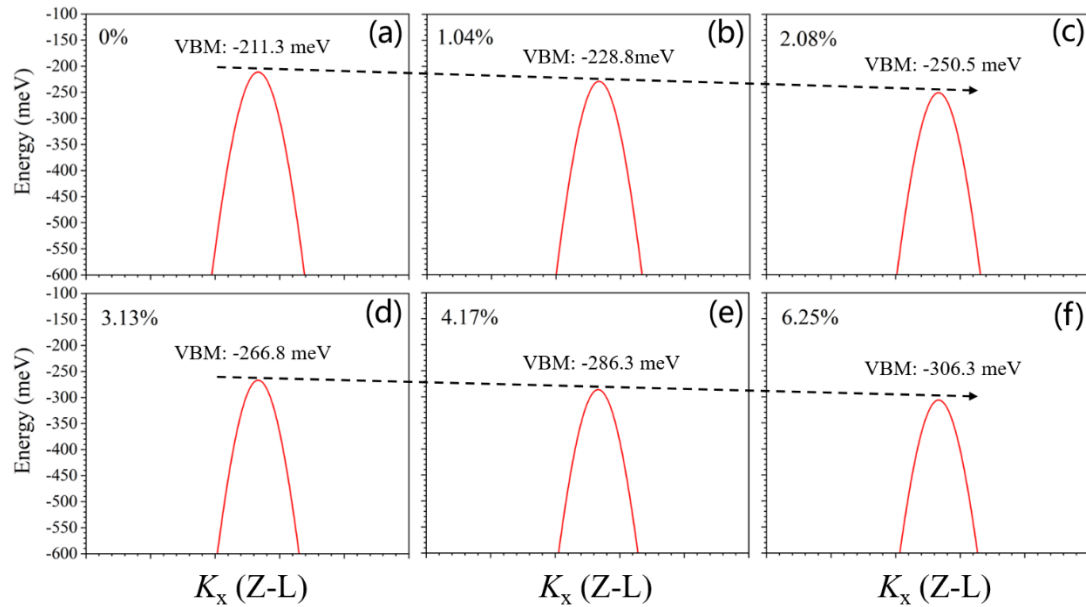 0%
VBM: -211.3 meV
(a)
1.04%
VBM: -228.8meV
(b)
2.08%
VBM: -250.5 meV
(c)
Energy (meV)
-100
-150
-200
-250
-300
-350
-400
-450
-500
-550
-600
3.13%
VBM: -266.8 meV
(d)
4.17%
VBM: -286.3 meV
(e)
6.25%
VBM: -306.3 meV
(f)
Energy (meV)
-100
-150
-200
-250
-300
-350
-400
-450
-500
-550
-600
Kx (Z-L)
Kx (Z-L)
Kx (Z-L)